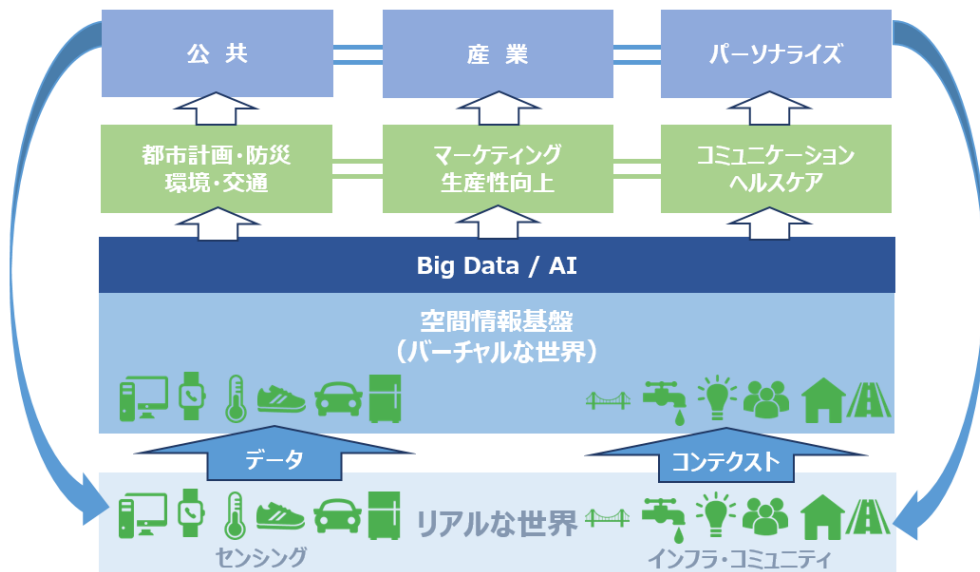 公 共
産 業
パーソナライズ
都市計画・防災
環境・交通
マーケティング
生産性向上
コミュニケーション
ヘルスケア
Big Data / AI
空間情報基盤
（バーチャルな世界）
データ
コンテクスト
リアルな世界
センシング
インフラ・コミュニティ